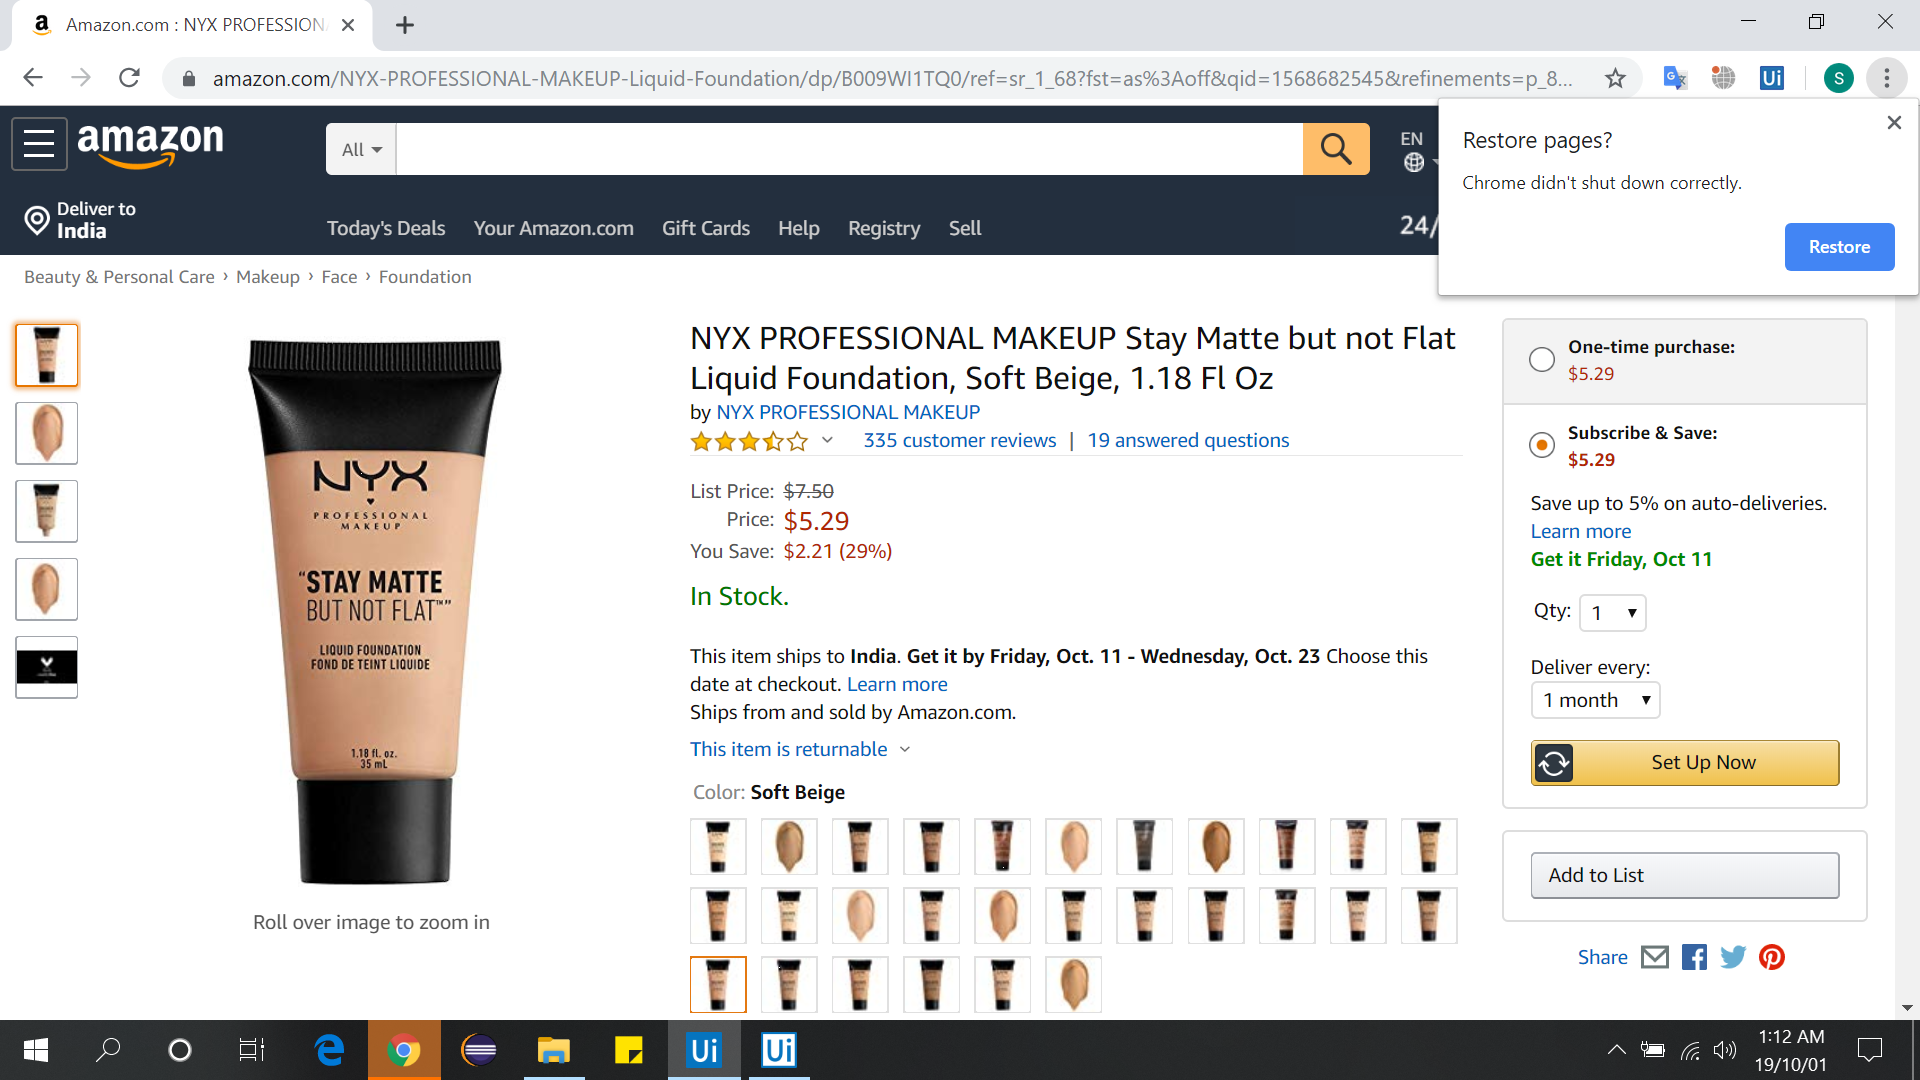 Amazon.com : NYX PROFESSION
amazon.com/NYX-PROFESSIONAL-MAKEUP-Liquid-Foundation/dp/B009WI1TQ0/ref=sr_1_68?fst=as%3Aoff&qid=1568682545&refinements=p_8...
S
Restore pages?
Chrome didn't shut down correctly.
Restore
amazon
All
EN
Deliver to
India
Today's Deals
Your Amazon.com
Gift Cards
Help
Registry
Sell
24/
Beauty & Personal Care › Makeup › Face › Foundation
NYX
PROFESSIONAL
MAKEUP
"STAY MATTE
BUT NOT FLAT™"
LIQUID FOUNDATION
FOND DE TEINT LIQUIDE
1.18 fl. oz.
35 mL
Roll over image to zoom in
NYX PROFESSIONAL MAKEUP Stay Matte but not Flat
Liquid Foundation, Soft Beige, 1.18 Fl Oz
by NYX PROFESSIONAL MAKEUP
335 customer reviews | 19 answered questions
List Price: $7.50
Price: $5.29
You Save: $2.21 (29%)
In Stock.
This item ships to India. Get it by Friday, Oct. 11 - Wednesday, Oct. 23 Choose this
date at checkout. Learn more
Ships from and sold by Amazon.com.
This item is returnable
Color: Soft Beige
One-time purchase:
$5.29
Subscribe & Save:
$5.29
Save up to 5% on auto-deliveries.
Learn more
Get it Friday, Oct 11
Qty: 1
Deliver every:
1 month
Set Up Now
Add to List
Share
Ui
Ui
Ui
1:12 AM
19/10/01